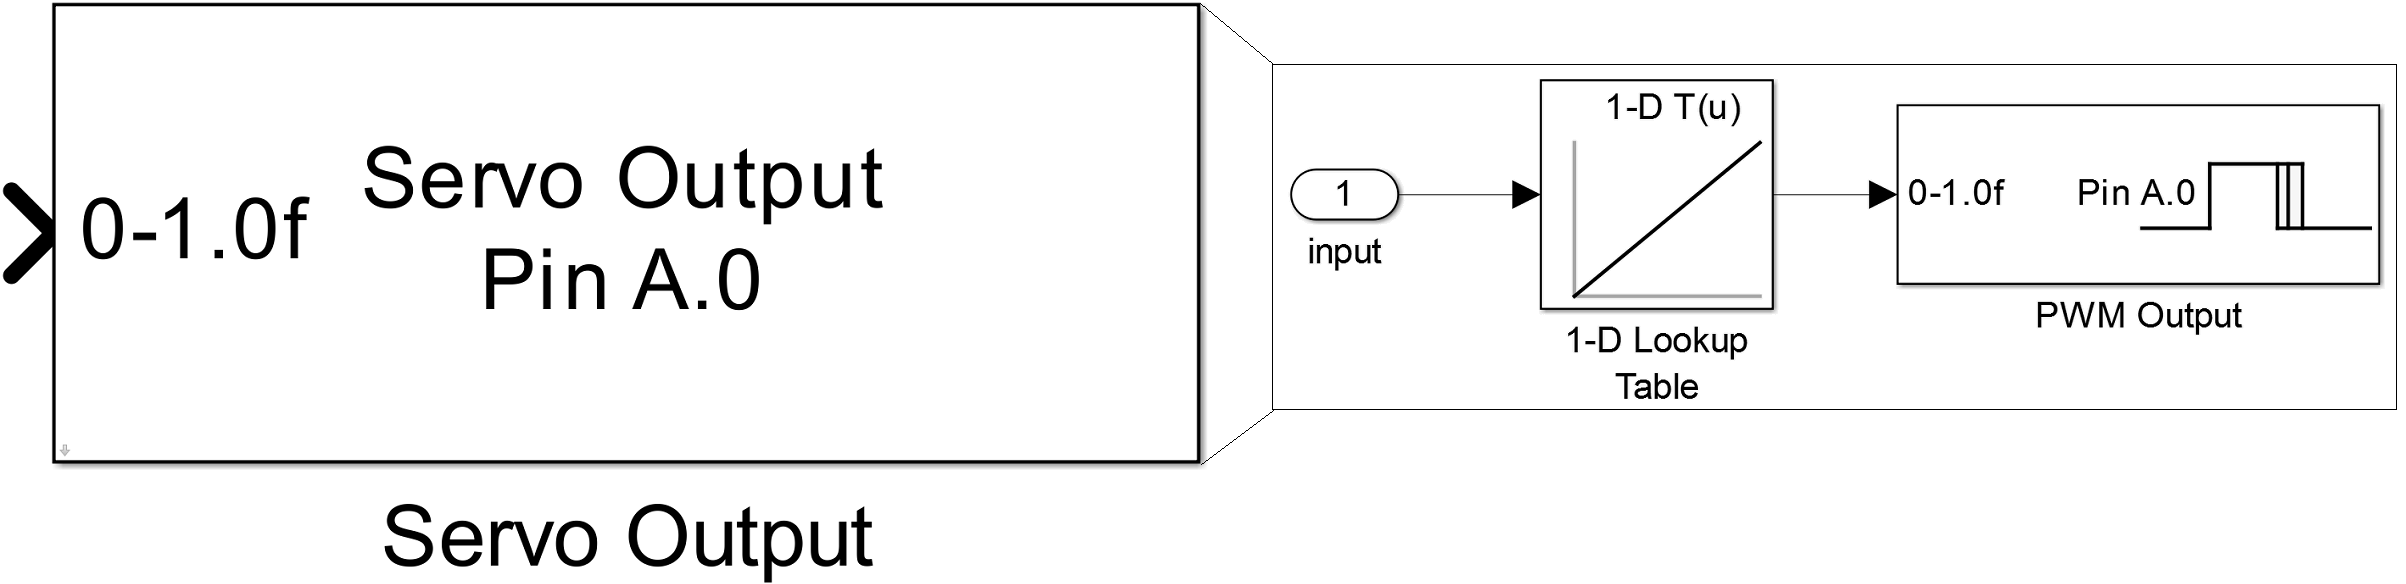 0-1.0f
Servo Output
Pin A.0
Servo Output
1
input
1-D T(u)
1-D Lookup
Table
0-1.0f
Pin A.0
PWM Output